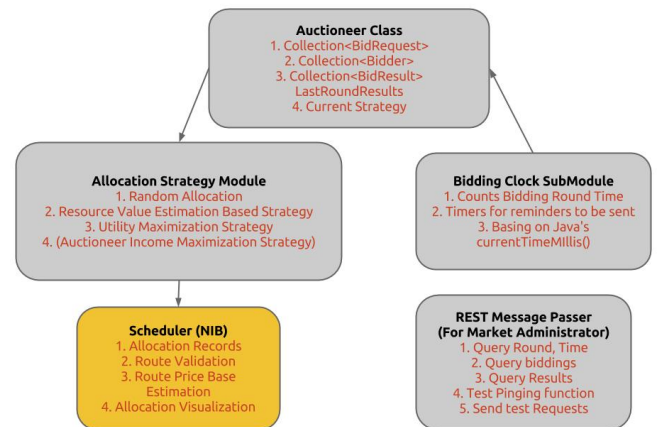 Auctioneer Class
1. Collection<BidRequest>
2. Collection<Bidder>
3. Collection<BidResult>
LastRoundResults
4. Current Strategy
Allocation Strategy Module
1. Random Allocation
2. Resource Value Estimation Based Strategy
3. Utility Maximization Strategy
4. (Auctioneer Income Maximization Strategy)
Bidding Clock SubModule
1. Counts Bidding Round Time
2. Timers for reminders to be sent
3. Basing on Java's
currentTimeMIllis()
Scheduler (NIB)
1. Allocation Records
2. Route Validation
3. Route Price Base
Estimation
4. Allocation Visualization
REST Message Passer
(For Market Administrator)
1. Query Round, Time
2. Query biddings
3. Query Results
4. Test Pinging function
5. Send test Requests